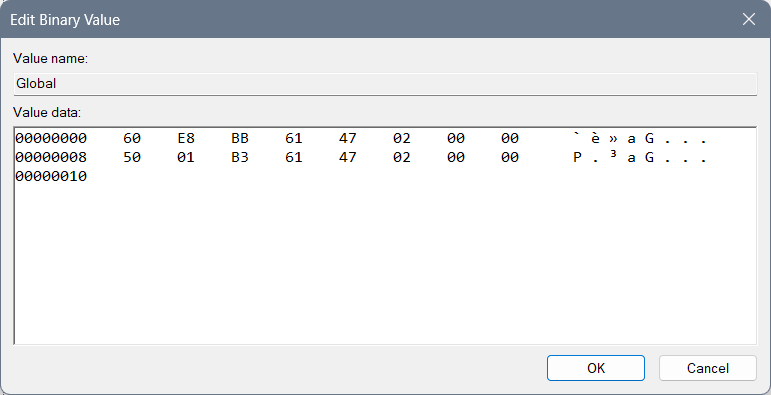 Edit Binary Value
Value name:
Global
Value data:
00000000 60 E8 BB 61 47 02 00 00 ` è » a G . . .
00000008 50 01 B3 61 47 02 00 00 P . ³ a G . . .
00000010
OK Cancel